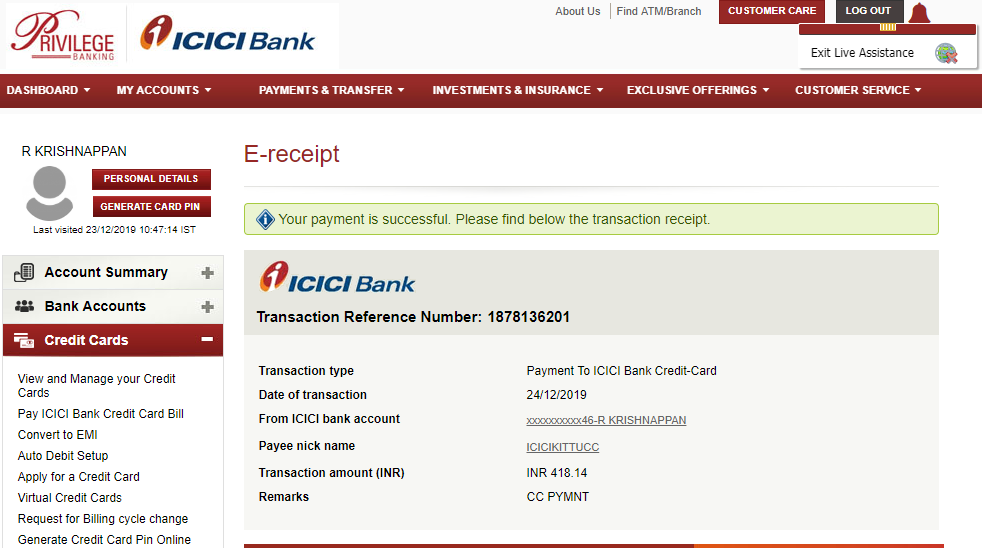 About Us
Find ATM/Branch
CUSTOMER CARE
LOG OUT
PRIVILEGE
BANKING
ICICI Bank
Exit Live Assistance
DASHBOARD
MY ACCOUNTS
PAYMENTS & TRANSFER
INVESTMENTS & INSURANCE
EXCLUSIVE OFFERINGS
CUSTOMER SERVICE
R KRISHNAPPAN
PERSONAL DETAILS
GENERATE CARD PIN
Last visited 23/12/2019 10:47:14 IST
Account Summary
Bank Accounts
Credit Cards
View and Manage your Credit
Cards
Pay ICICI Bank Credit Card Bill
Convert to EMI
Auto Debit Setup
Apply for a Credit Card
Virtual Credit Cards
Request for Billing cycle change
Generate Credit Card Pin Online
E-receipt
Your payment is successful. Please find below the transaction receipt.
ICICI Bank
Transaction Reference Number: 1878136201
Transaction type Payment To ICICI Bank Credit-Card
Date of transaction 24/12/2019
From ICICI bank account xxxxxxxxxx46-R KRISHNAPPAN
Payee nick name ICICIKITTUCC
Transaction amount (INR) INR 418.14
Remarks CC PYMNT